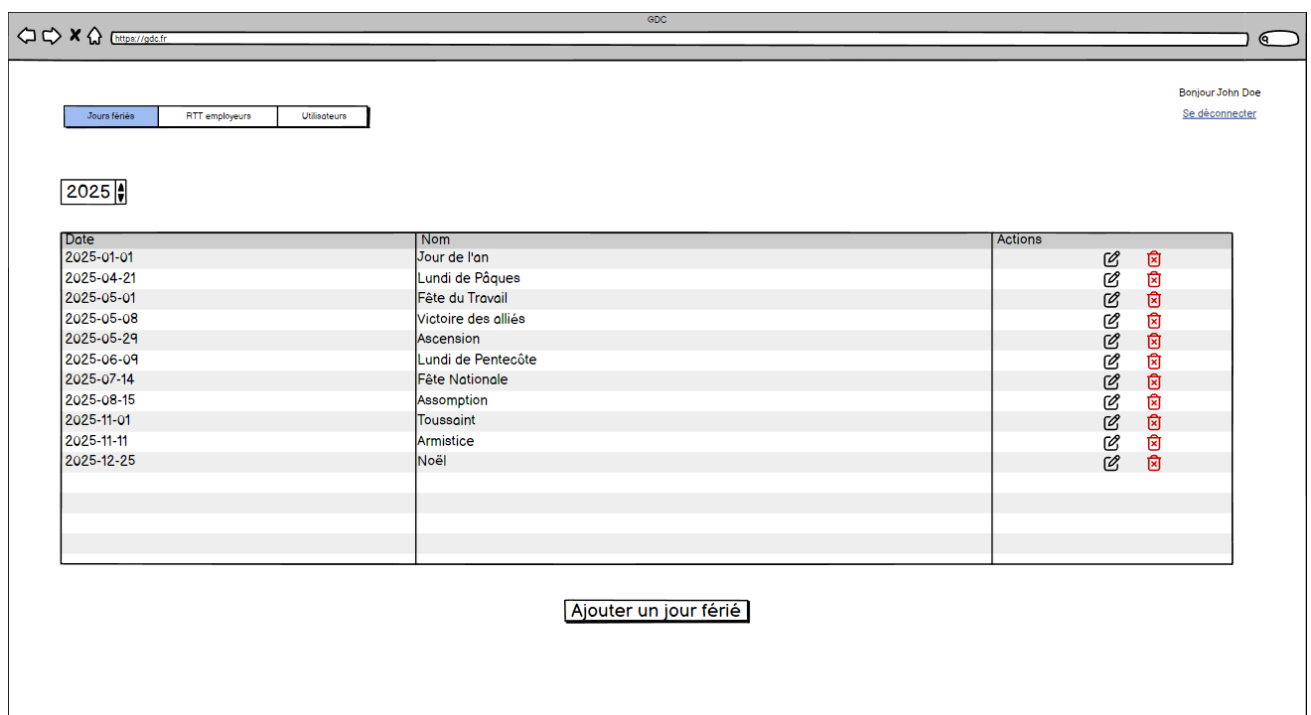 GDC
https://gdc.fr
Bonjour John Doe
Jours fériés RTT employeurs Utilisateurs
Se déconnecter
2025
Date Nom Actions
2025-01-01 Jour de l'an
2025-04-21 Lundi de Pâques
2025-05-01 Fête du Travail
2025-05-08 Victoire des alliés
2025-05-29 Ascension
2025-06-09 Lundi de Pentecôte
2025-07-14 Fête Nationale
2025-08-15 Assomption
2025-11-01 Toussaint
2025-11-11 Armistice
2025-12-25 Noël
Ajouter un jour férié